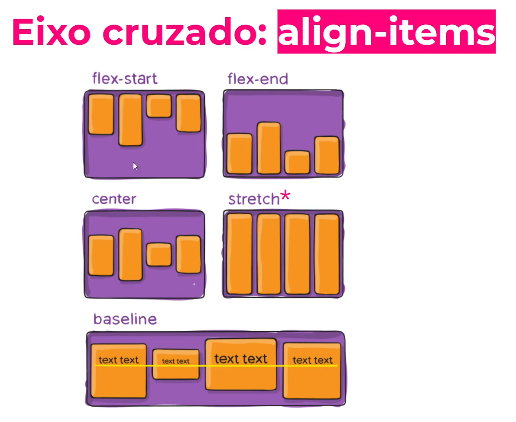 Eixo cruzado: align-items
flex-start
flex-end
center
stretch*
baseline
text text
text text
text text
text text